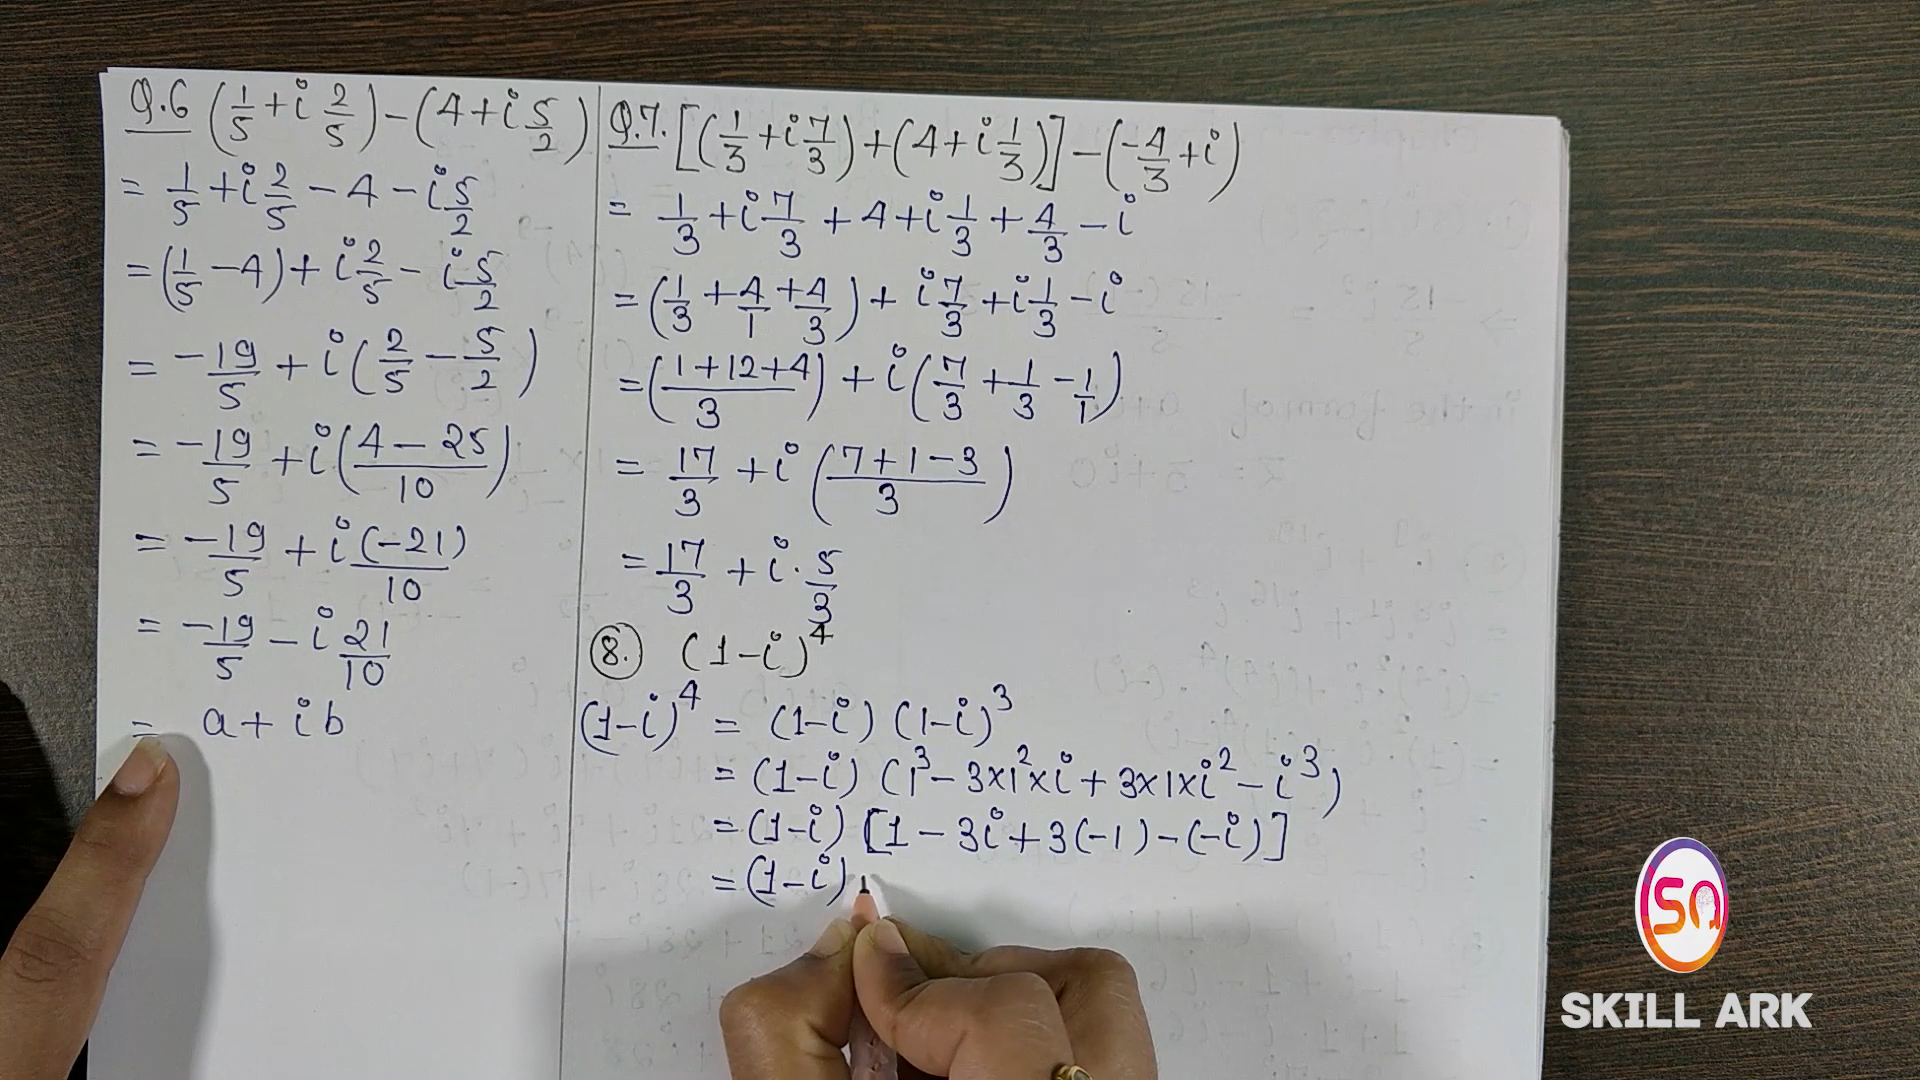 Q.6 (1/5 + i 2/5) - (4 + i 5/2)
= 1/5 + i 2/5 - 4 - i 5/2
= (1/5 - 4) + i 2/5 - i 5/2
= -19/5 + i (2/5 - 5/2)
= -19/5 + i (4 - 25)/10
= -19/5 + i (-21)/10
= -19/5 - i 21/10
= a + ib
Q.7. [(1/3 + i 7/3) + (4 + i 1/3)] - (-4/3 + i)
= 1/3 + i 7/3 + 4 + i 1/3 + 4/3 - i
= (1/3 + 4/1 + 4/3) + i 7/3 + i 1/3 - i
= ((1 + 12 + 4)/3) + i (7/3 + 1/3 - 1/1)
= 17/3 + i ((7 + 1 - 3)/3)
= 17/3 + i . 5/3
8. (1 - i)^4
(1 - i)^4 = (1 - i) (1 - i)^3
= (1 - i) (1^3 - 3 × 1^2 × i + 3 × 1 × i^2 - i^3)
= (1 - i) [1 - 3i + 3(-1) - (-i)]
= (1 - i)
SKILL ARK